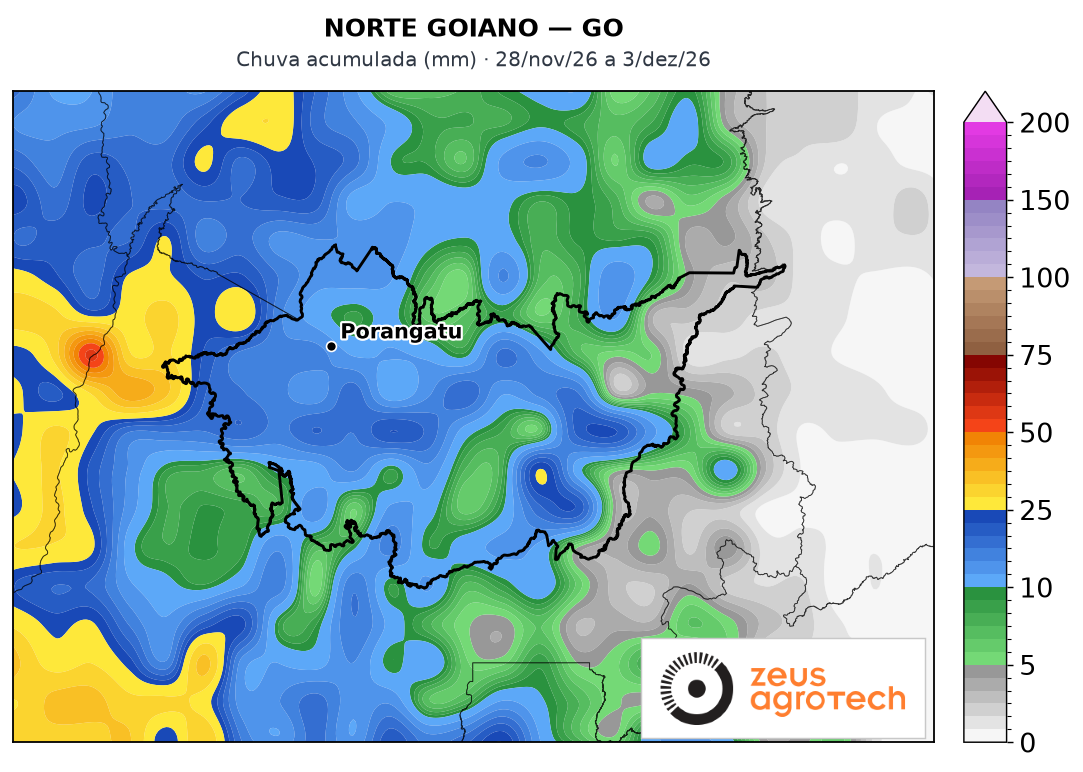 NORTE GOIANO — GO
Chuva acumulada (mm) · 28/nov/26 a 3/dez/26
Porangatu
200
150
100
75
50
25
10
5
0
zeus
agrotech